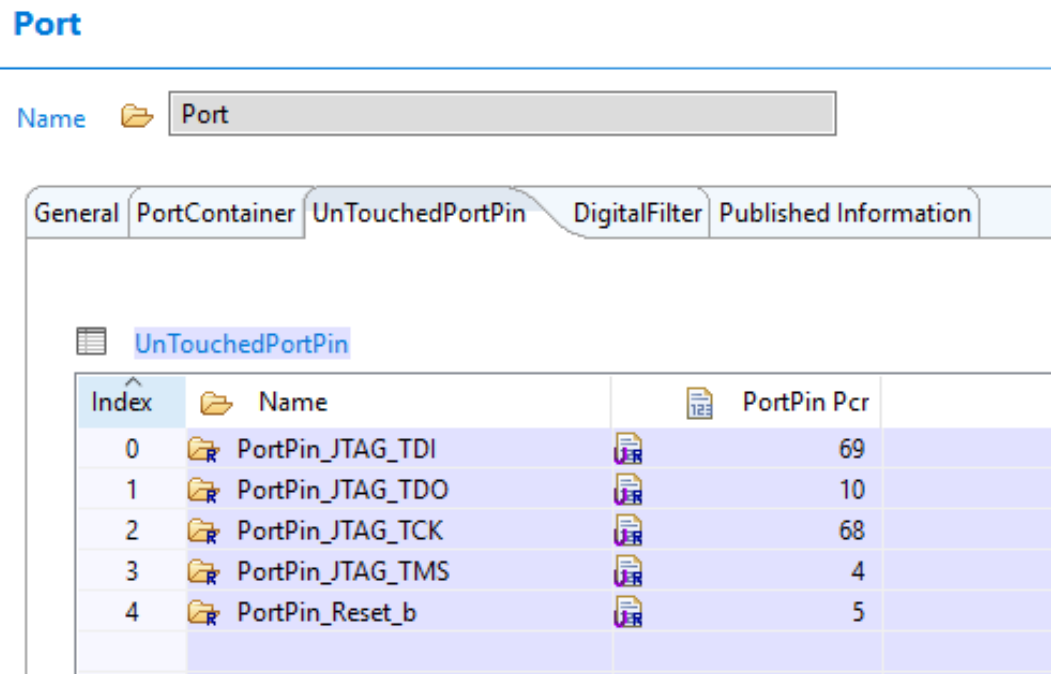 Port
Name Port
General PortContainer UnTouchedPortPin DigitalFilter Published Information
UnTouchedPortPin
Index Name PortPin Pcr
0 PortPin_JTAG_TDI 69
1 PortPin_JTAG_TDO 10
2 PortPin_JTAG_TCK 68
3 PortPin_JTAG_TMS 4
4 PortPin_Reset_b 5